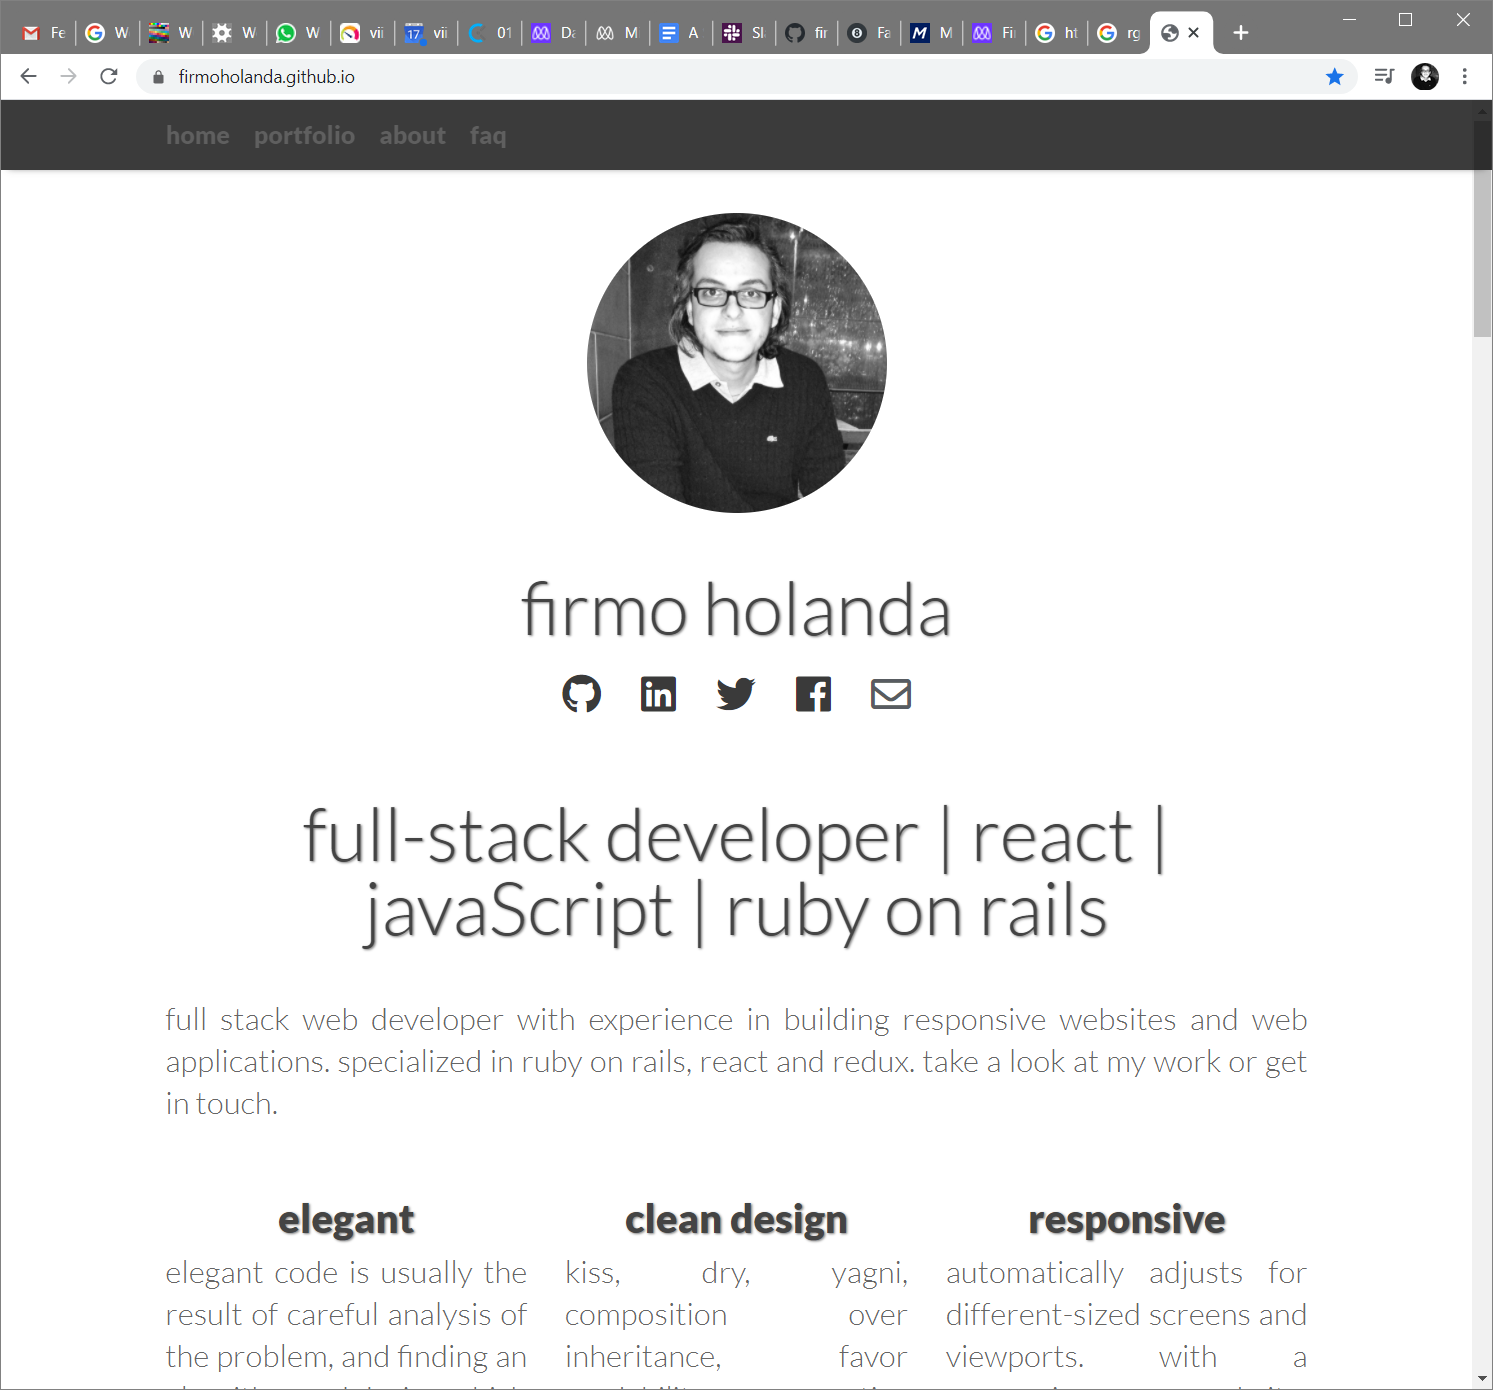 Fe W W W W vii 17 vii 01 Da M A Sl fir Fa M Fi ht rg
firmoholanda.github.io
home portfolio about faq
firmo holanda
full-stack developer | react |
javaScript | ruby on rails
full stack web developer with experience in building responsive websites and web
applications. specialized in ruby on rails, react and redux. take a look at my work or get
in touch.
elegant
elegant code is usually the
result of careful analysis of
the problem, and finding an
clean design
kiss, dry, yagni,
composition over
inheritance, favor
responsive
automatically adjusts for
different-sized screens and
viewports. with a